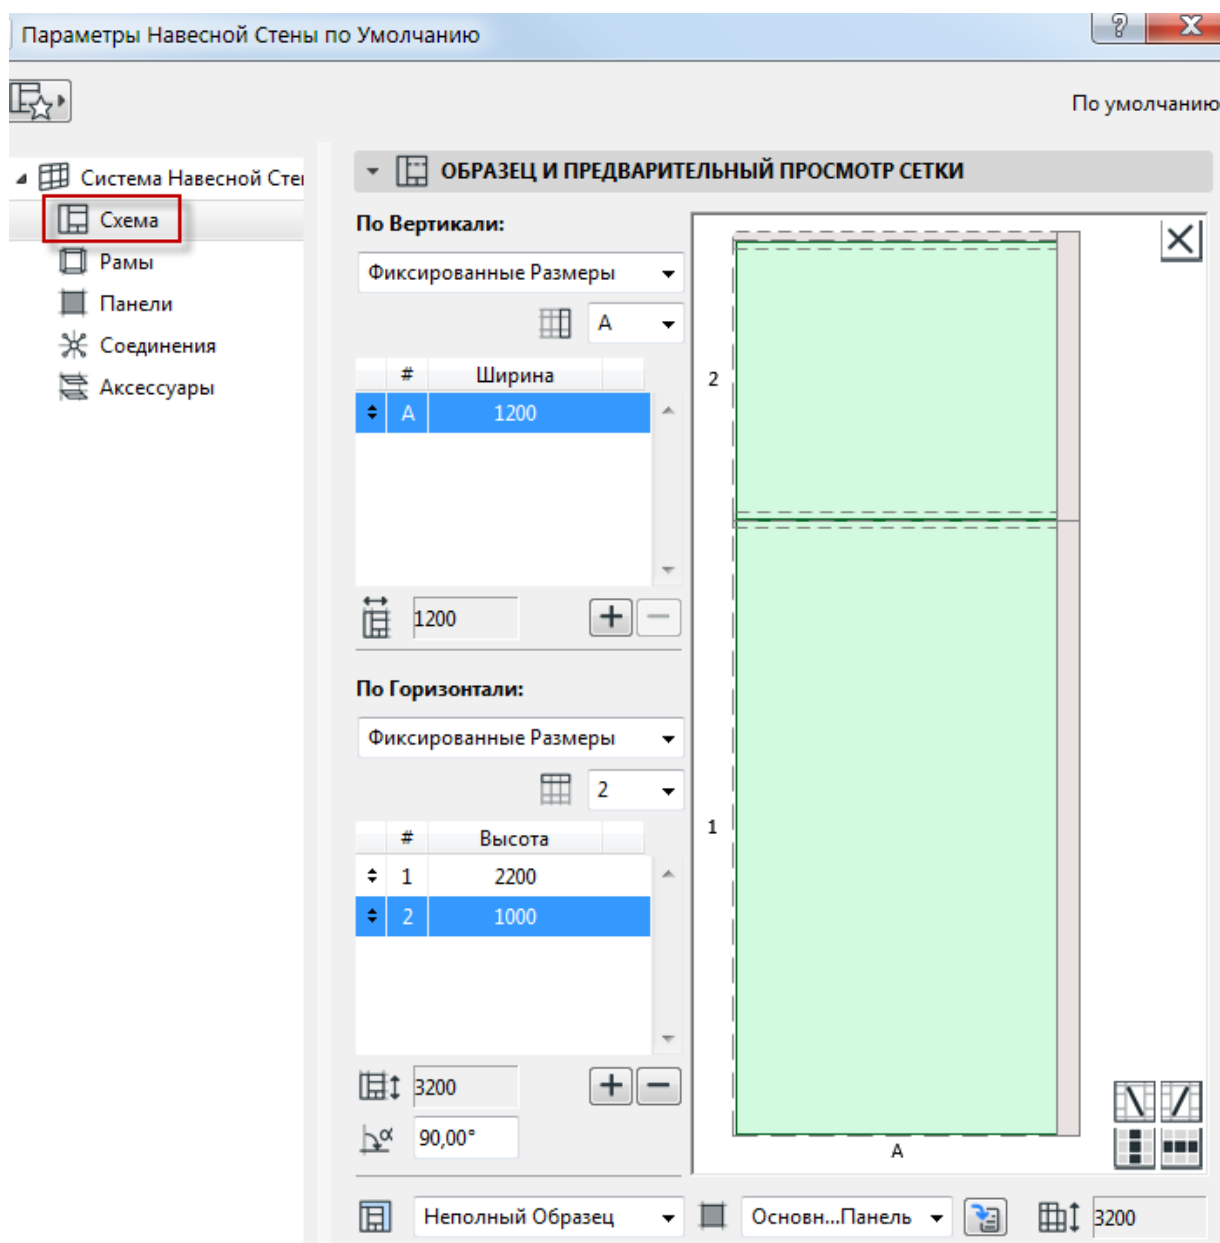 Параметры Навесной Стены по Умолчанию
По умолчанию
Система Навесной Сте
Схема
Рамы
Панели
Соединения
Аксессуары
ОБРАЗЕЦ И ПРЕДВАРИТЕЛЬНЫЙ ПРОСМОТР СЕТКИ
По Вертикали:
Фиксированные Размеры
A
# Ширина
A 1200
1200
По Горизонтали:
Фиксированные Размеры
2
# Высота
1 2200
2 1000
3200
α 90,00°
2
1
A
Неполный Образец
Основн...Панель
3200